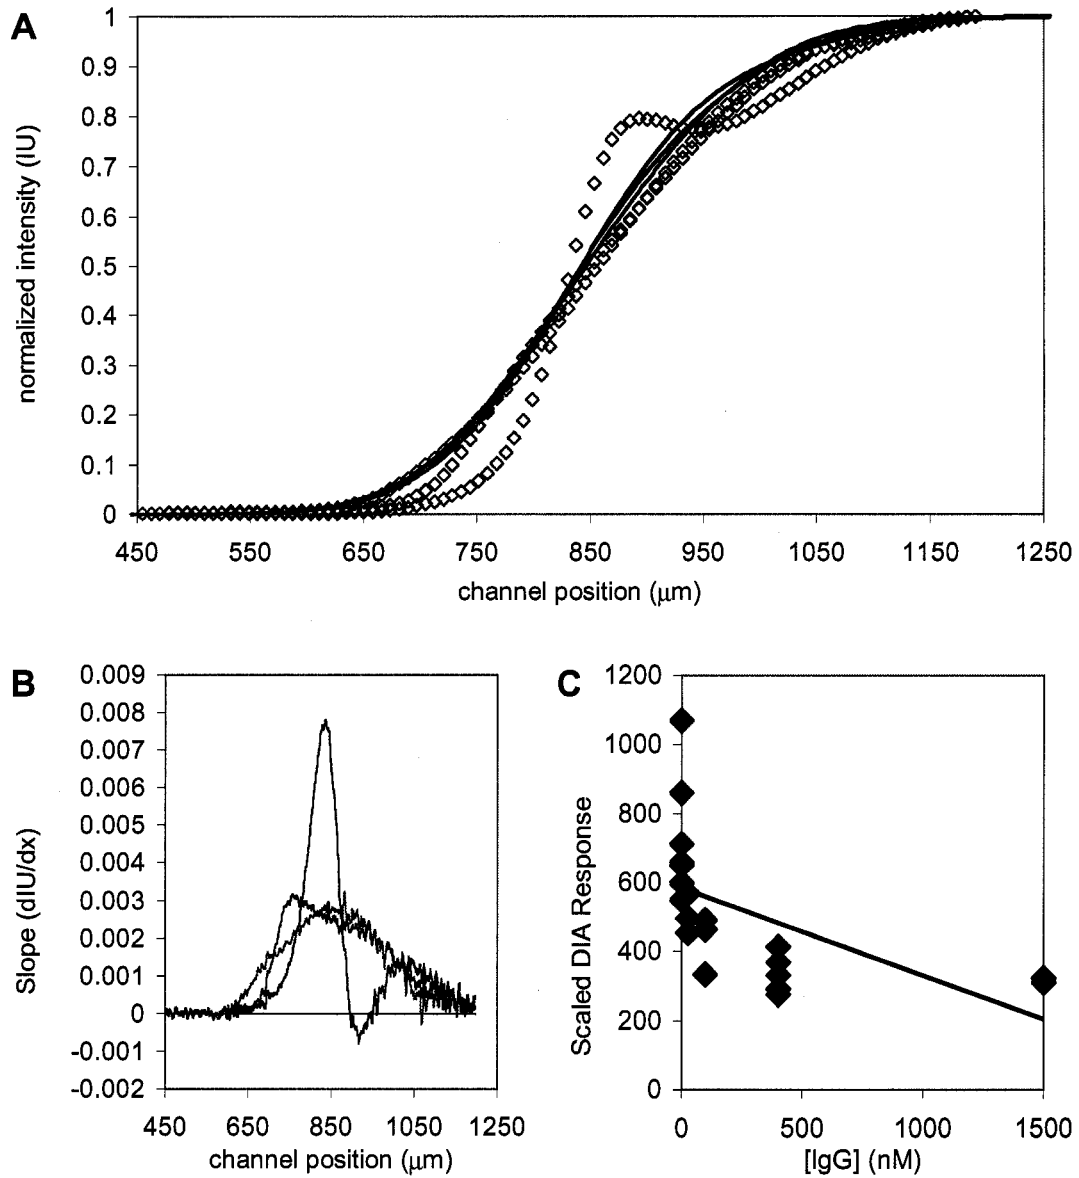 A
normalized intensity (IU)
1
0.9
0.8
0.7
0.6
0.5
0.4
0.3
0.2
0.1
0
450 550 650 750 850 950 1050 1150 1250
channel position (μm)
B
Slope (dIU/dx)
0.009
0.008
0.007
0.006
0.005
0.004
0.003
0.002
0.001
0
-0.001
-0.002
450 650 850 1050 1250
channel position (μm)
C
Scaled DIA Response
1200
1000
800
600
400
200
0
0 500 1000 1500
[IgG] (nM)